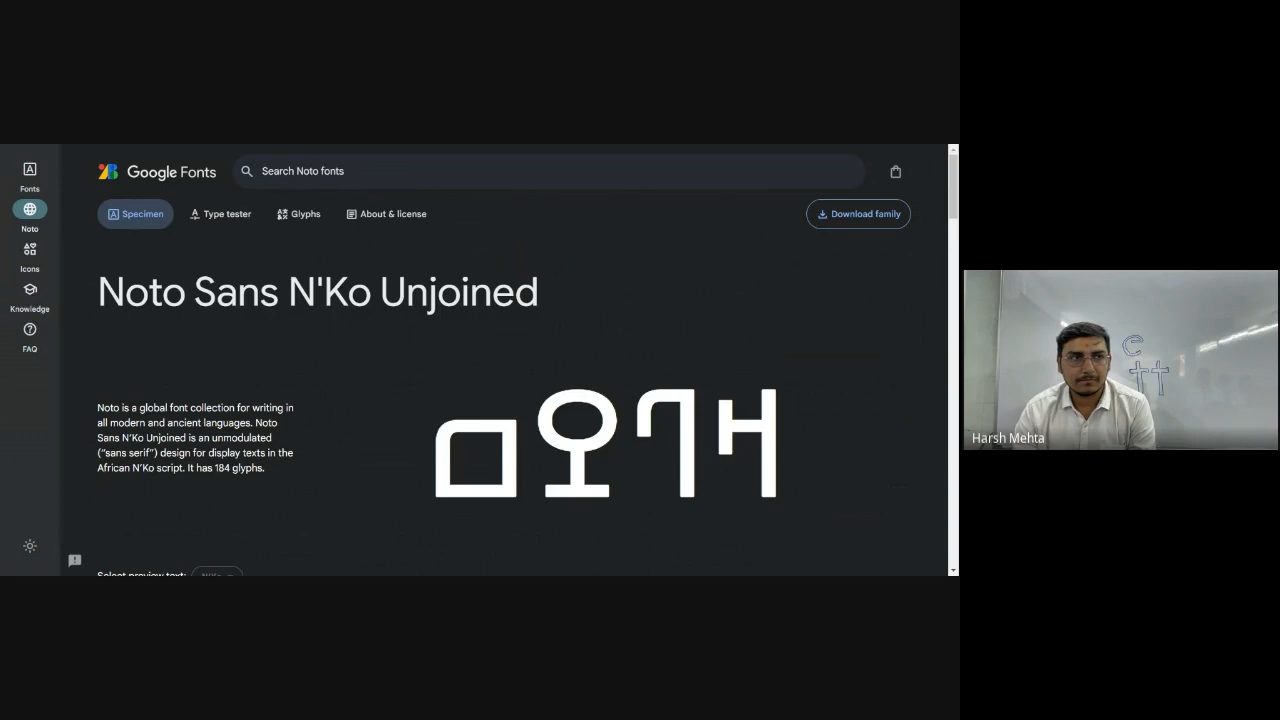 Fonts
Noto
Icons
Knowledge
FAQ
Google Fonts
Search Noto fonts
Specimen
Type tester
Glyphs
About & license
Download family
Noto Sans N'Ko Unjoined
Noto is a global font collection for writing in
all modern and ancient languages. Noto
Sans N’Ko Unjoined is an unmodulated
(“sans serif”) design for display texts in the
African N’Ko script. It has 184 glyphs.
Select preview text:
Harsh Mehta